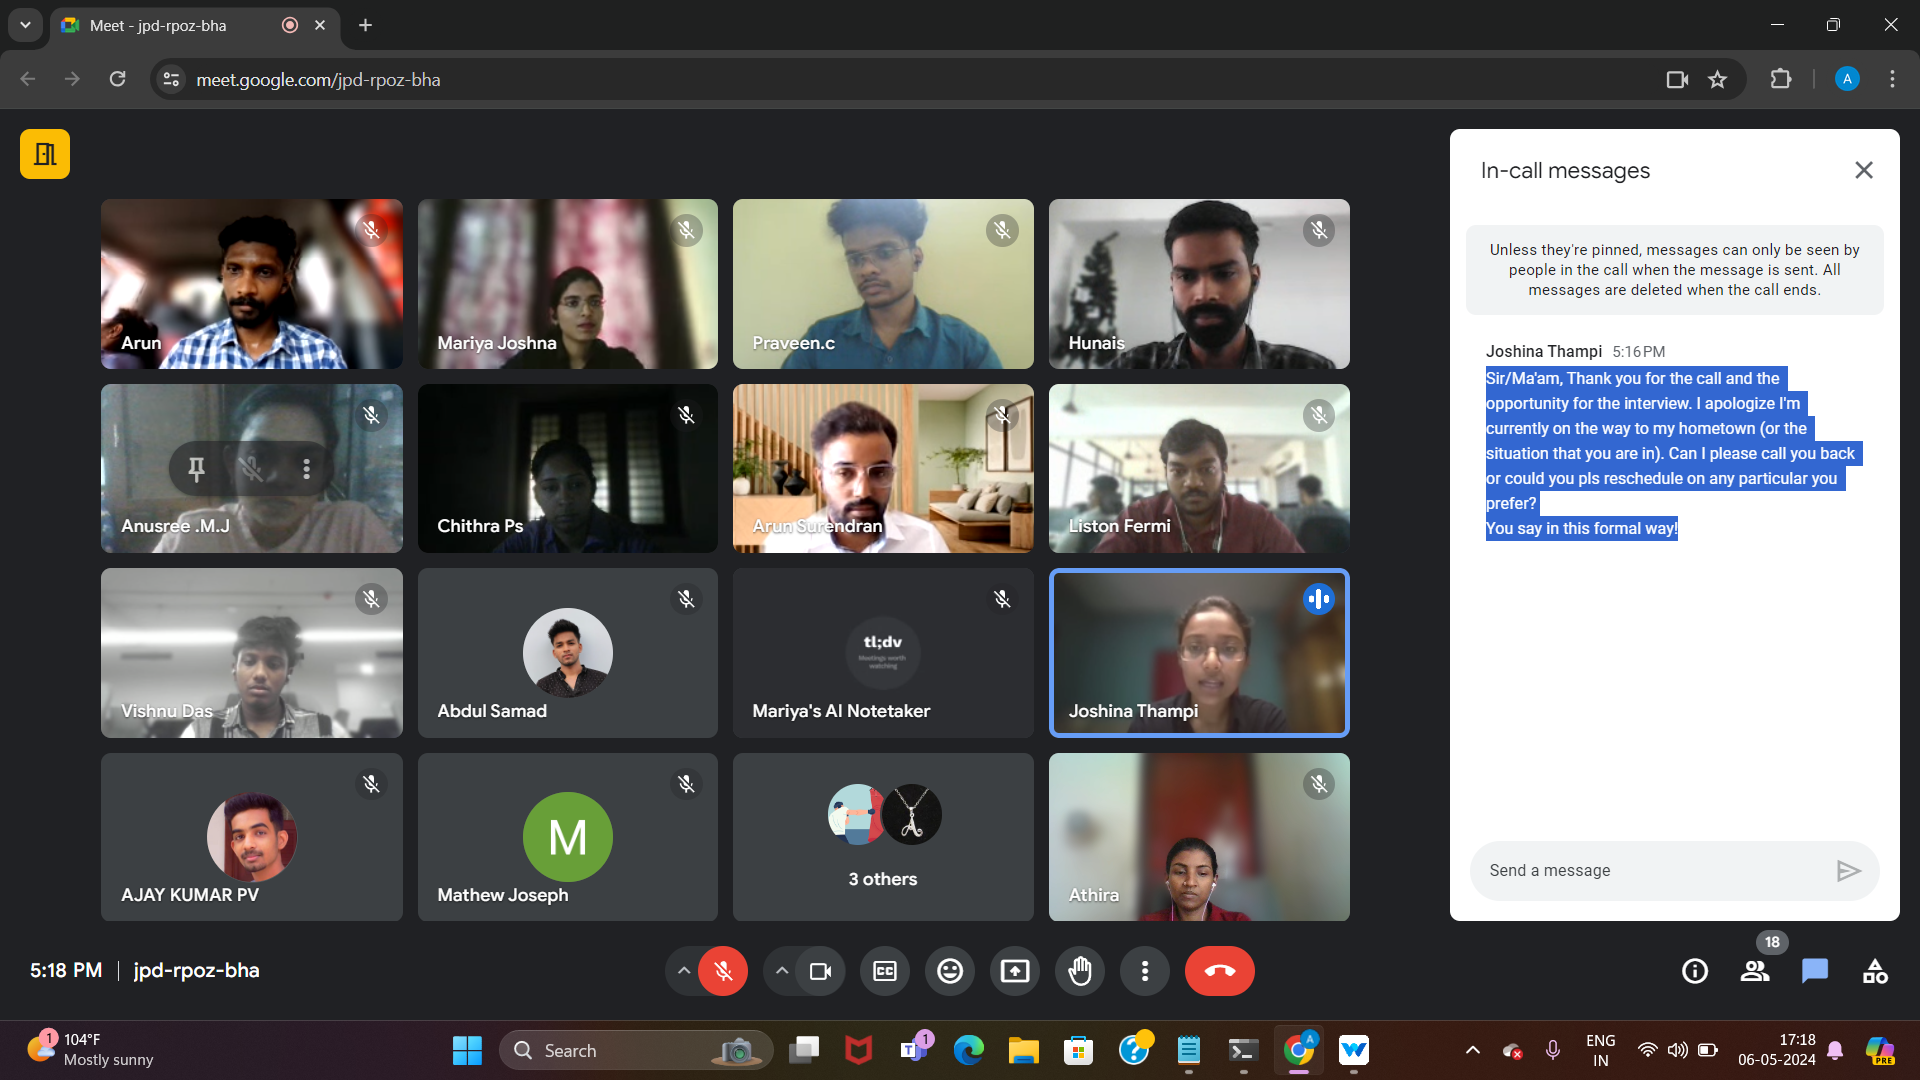 Meet - jpd-rpoz-bha
meet.google.com/jpd-rpoz-bha
A
In-call messages
Unless they're pinned, messages can only be seen by
people in the call when the message is sent. All
messages are deleted when the call ends.
Joshina Thampi 5:16 PM
Sir/Ma'am, Thank you for the call and the
opportunity for the interview. I apologize I'm
currently on the way to my hometown (or the
situation that you are in). Can I please call you back
or could you pls reschedule on any particular you
prefer?
You say in this formal way!
Send a message
Arun
Mariya Joshna
Praveen.c
Hunais
Anusree .M.J
Chithra Ps
Arun Surendran
Liston Fermi
Vishnu Das
Abdul Samad
tl;dv
Meetings worth
watching
Mariya's AI Notetaker
Joshina Thampi
AJAY KUMAR PV
M
Mathew Joseph
3 others
Athira
5:18 PM | jpd-rpoz-bha
CC
18
1
104°F
Mostly sunny
Search
T
1
A
ENG
IN
17:18
06-05-2024
PRE